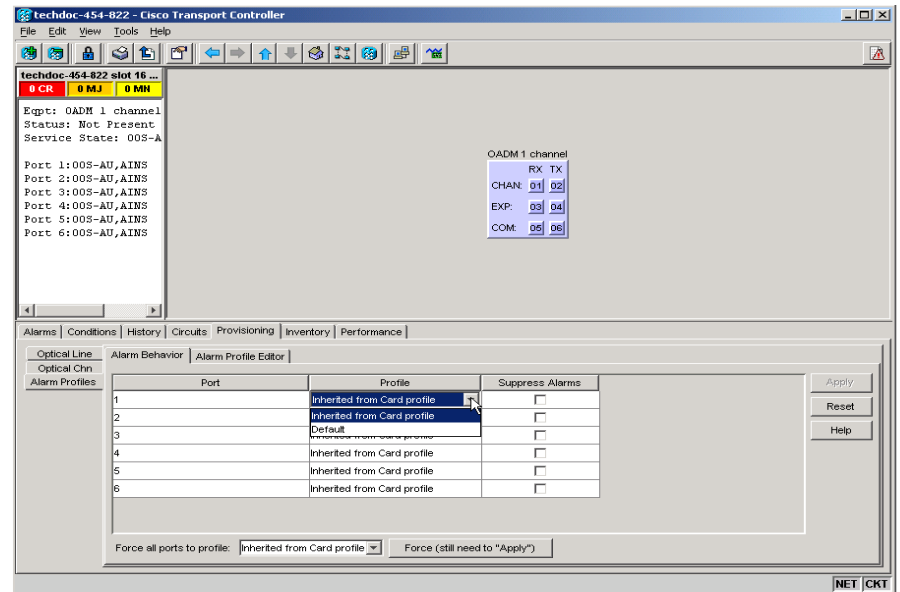 techdoc-454-822 - Cisco Transport Controller
File Edit View Tools Help
techdoc-454-822 slot 16 ...
0 CR 0 MJ 0 MN
Eqpt: OADM 1 channel
Status: Not Present
Service State: OOS-A
Port 1:OOS-AU,AINS
Port 2:OOS-AU,AINS
Port 3:OOS-AU,AINS
Port 4:OOS-AU,AINS
Port 5:OOS-AU,AINS
Port 6:OOS-AU,AINS
OADM 1 channel
RX TX
CHAN: 01 02
EXP: 03 04
COM: 05 06
Alarms Conditions History Circuits Provisioning Inventory Performance
Optical Line
Optical Chn
Alarm Profiles
Alarm Behavior Alarm Profile Editor
Port Profile Suppress Alarms
1 Inherited from Card profile
2 Inherited from Card profile
Default
3 Inherited from Card profile
4 Inherited from Card profile
5 Inherited from Card profile
6 Inherited from Card profile
Apply
Reset
Help
Force all ports to profile: Inherited from Card profile Force (still need to "Apply")
NET CKT